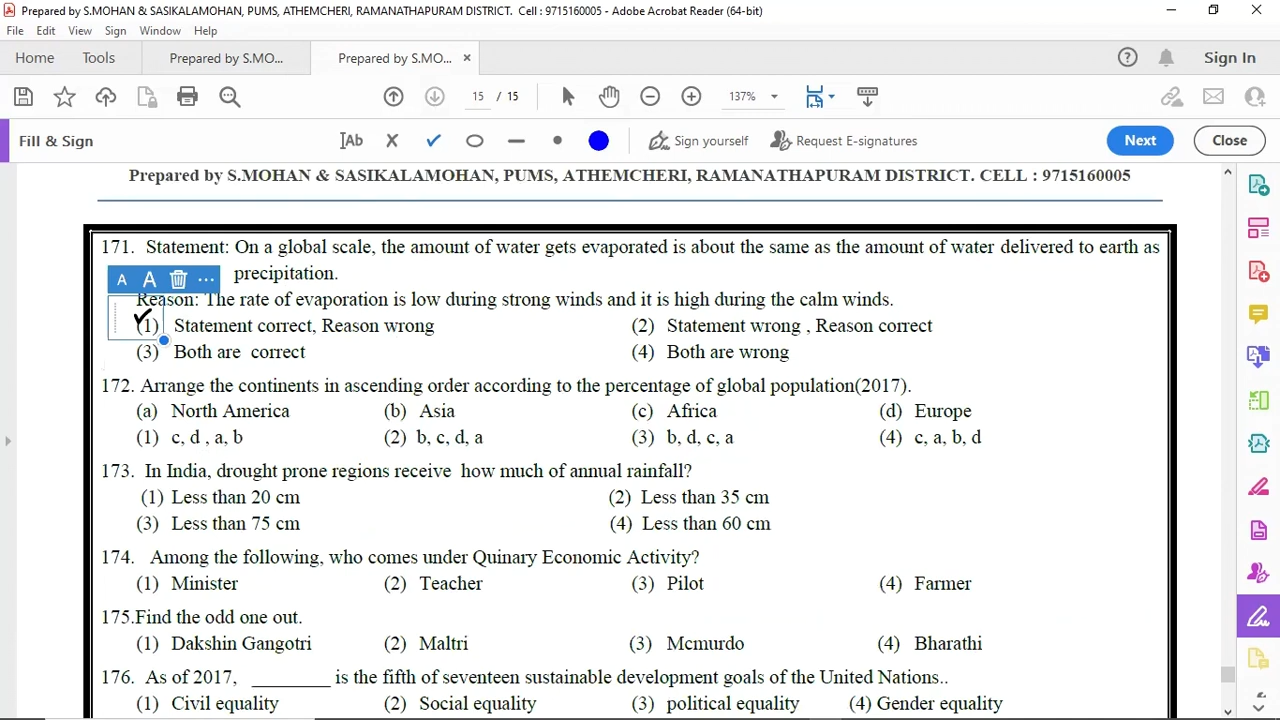 Prepared by S.MOHAN & SASIKALAMOHAN, PUMS, ATHEMCHERI, RAMANATHAPURAM DISTRICT. Cell : 9715160005 - Adobe Acrobat Reader (64-bit)
File Edit View Sign Window Help
Home Tools Prepared by S.MO... Prepared by S.MO... × Sign In
15 / 15 137%
Fill & Sign Ab Sign yourself Request E-signatures Next Close
Prepared by S.MOHAN & SASIKALAMOHAN, PUMS, ATHEMCHERI, RAMANATHAPURAM DISTRICT. CELL : 9715160005
171. Statement: On a global scale, the amount of water gets evaporated is about the same as the amount of water delivered to earth as
A A ... precipitation.
Reason: The rate of evaporation is low during strong winds and it is high during the calm winds.
(1) Statement correct, Reason wrong (2) Statement wrong , Reason correct
(3) Both are correct (4) Both are wrong
172. Arrange the continents in ascending order according to the percentage of global population(2017).
(a) North America (b) Asia (c) Africa (d) Europe
(1) c, d , a, b (2) b, c, d, a (3) b, d, c, a (4) c, a, b, d
173. In India, drought prone regions receive how much of annual rainfall?
(1) Less than 20 cm (2) Less than 35 cm
(3) Less than 75 cm (4) Less than 60 cm
174. Among the following, who comes under Quinary Economic Activity?
(1) Minister (2) Teacher (3) Pilot (4) Farmer
175.Find the odd one out.
(1) Dakshin Gangotri (2) Maltri (3) Mcmurdo (4) Bharathi
176. As of 2017, ________ is the fifth of seventeen sustainable development goals of the United Nations..
(1) Civil equality (2) Social equality (3) political equality (4) Gender equality